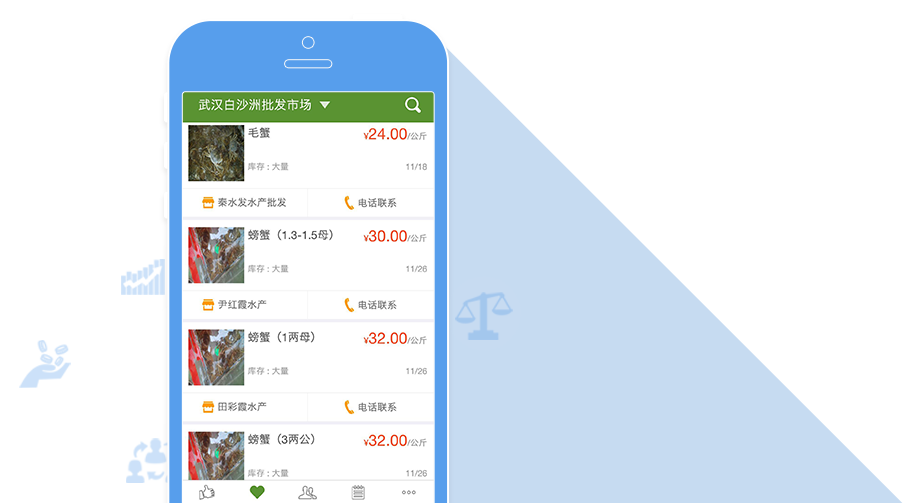 武汉白沙洲批发市场
毛蟹
¥24.00/公斤
库存：大量
11/18
秦水发水产批发
电话联系
螃蟹（1.3-1.5母）
¥30.00/公斤
库存：大量
11/26
尹红霞水产
电话联系
螃蟹（1两母）
¥32.00/公斤
库存：大量
11/26
田彩霞水产
电话联系
螃蟹（3两公）
¥32.00/公斤
库存：大量
11/26